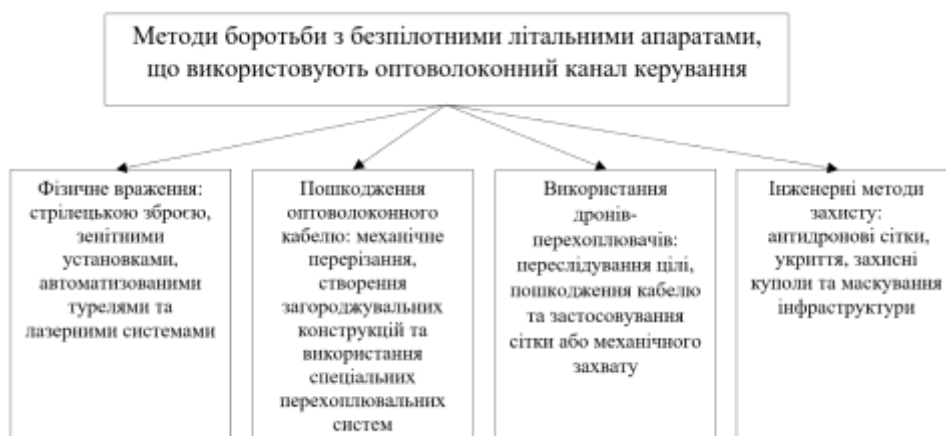 Методи боротьби з безпілотними літальними апаратами,
що використовують оптоволоконний канал керування
Фізичне враження:
стрілецькою зброєю,
зенітними
установками,
автоматизованими
турелями та
лазерними системами
Пошкодження
оптоволоконного
кабелю: механічне
перерізання,
створення
загороджувальних
конструкцій та
використання
спеціальних
перехоплювальних
систем
Використання
дронів-
перехоплювачів:
переслідування цілі,
пошкодження кабелю
та застосовування
сітки або механічного
захвату
Інженерні методи
захисту:
антидронові сітки,
укриття, захисні
куполи та маскування
інфраструктури